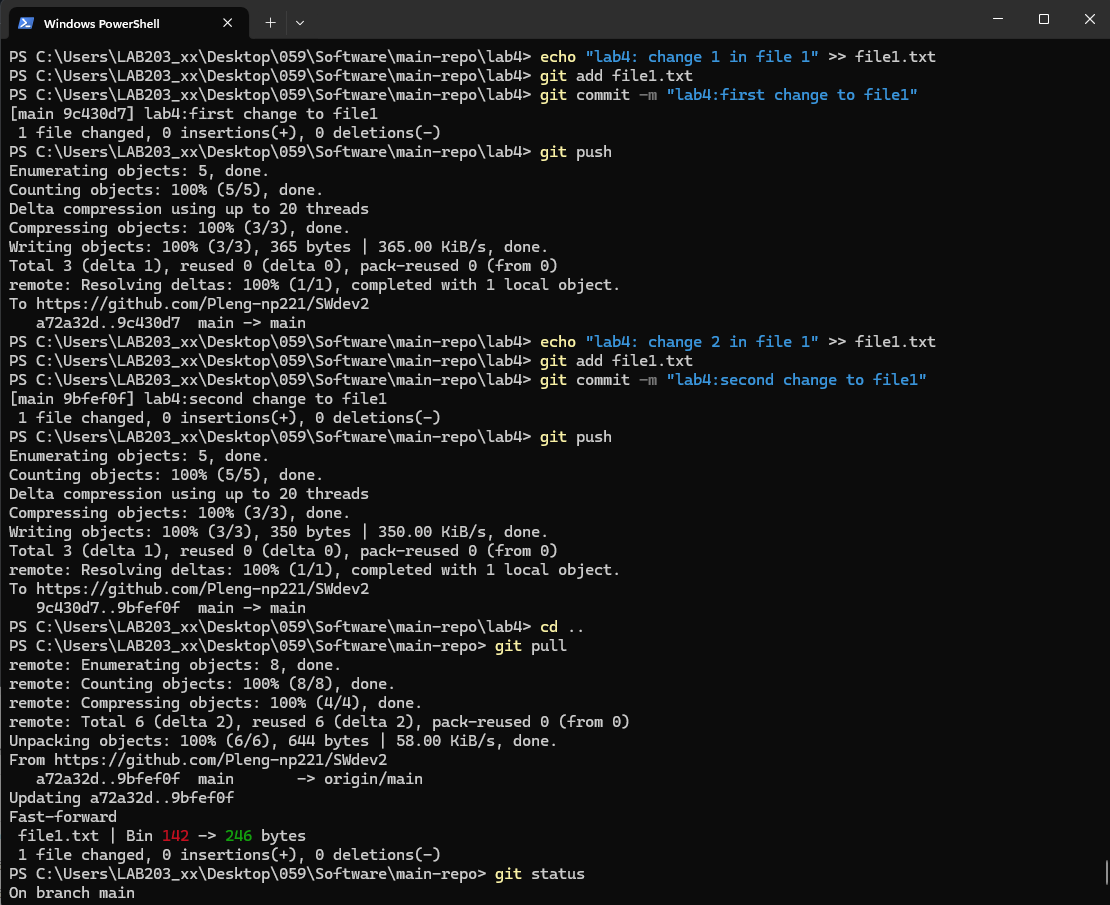 Windows PowerShell
PS C:\Users\LAB203_xx\Desktop\059\Software\main-repo\lab4> echo "lab4: change 1 in file 1" >> file1.txt
PS C:\Users\LAB203_xx\Desktop\059\Software\main-repo\lab4> git add file1.txt
PS C:\Users\LAB203_xx\Desktop\059\Software\main-repo\lab4> git commit -m "lab4:first change to file1"
[main 9c430d7] lab4:first change to file1
 1 file changed, 0 insertions(+), 0 deletions(-)
PS C:\Users\LAB203_xx\Desktop\059\Software\main-repo\lab4> git push
Enumerating objects: 5, done.
Counting objects: 100% (5/5), done.
Delta compression using up to 20 threads
Compressing objects: 100% (3/3), done.
Writing objects: 100% (3/3), 365 bytes | 365.00 KiB/s, done.
Total 3 (delta 1), reused 0 (delta 0), pack-reused 0 (from 0)
remote: Resolving deltas: 100% (1/1), completed with 1 local object.
To https://github.com/Pleng-np221/SWdev2
   a72a32d..9c430d7  main -> main
PS C:\Users\LAB203_xx\Desktop\059\Software\main-repo\lab4> echo "lab4: change 2 in file 1" >> file1.txt
PS C:\Users\LAB203_xx\Desktop\059\Software\main-repo\lab4> git add file1.txt
PS C:\Users\LAB203_xx\Desktop\059\Software\main-repo\lab4> git commit -m "lab4:second change to file1"
[main 9bfef0f] lab4:second change to file1
 1 file changed, 0 insertions(+), 0 deletions(-)
PS C:\Users\LAB203_xx\Desktop\059\Software\main-repo\lab4> git push
Enumerating objects: 5, done.
Counting objects: 100% (5/5), done.
Delta compression using up to 20 threads
Compressing objects: 100% (3/3), done.
Writing objects: 100% (3/3), 350 bytes | 350.00 KiB/s, done.
Total 3 (delta 1), reused 0 (delta 0), pack-reused 0 (from 0)
remote: Resolving deltas: 100% (1/1), completed with 1 local object.
To https://github.com/Pleng-np221/SWdev2
   9c430d7..9bfef0f  main -> main
PS C:\Users\LAB203_xx\Desktop\059\Software\main-repo\lab4> cd ..
PS C:\Users\LAB203_xx\Desktop\059\Software\main-repo> git pull
remote: Enumerating objects: 8, done.
remote: Counting objects: 100% (8/8), done.
remote: Compressing objects: 100% (4/4), done.
remote: Total 6 (delta 2), reused 6 (delta 2), pack-reused 0 (from 0)
Unpacking objects: 100% (6/6), 644 bytes | 58.00 KiB/s, done.
From https://github.com/Pleng-np221/SWdev2
   a72a32d..9bfef0f  main       -> origin/main
Updating a72a32d..9bfef0f
Fast-forward
 file1.txt | Bin 142 -> 246 bytes
 1 file changed, 0 insertions(+), 0 deletions(-)
PS C:\Users\LAB203_xx\Desktop\059\Software\main-repo> git status
On branch main